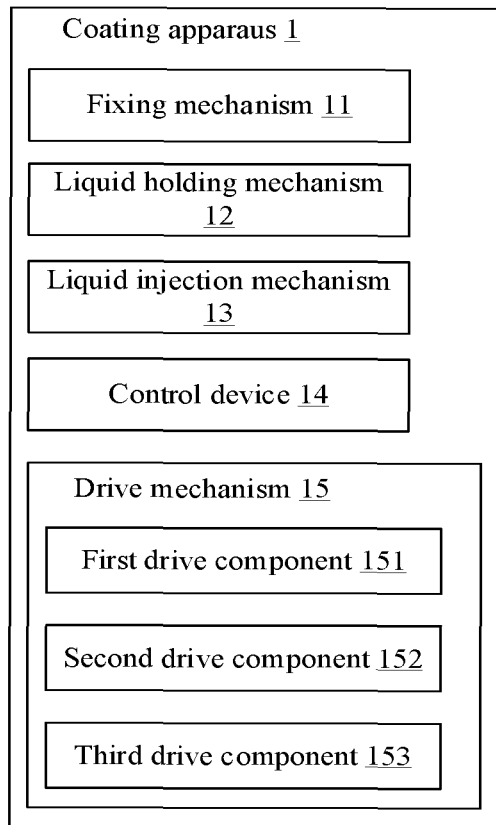 Coating apparaus 1
Fixing mechanism 11
Liquid holding mechanism
12
Liquid injection mechanism
13
Control device 14
Drive mechanism 15
First drive component 151
Second drive component 152
Third drive component 153